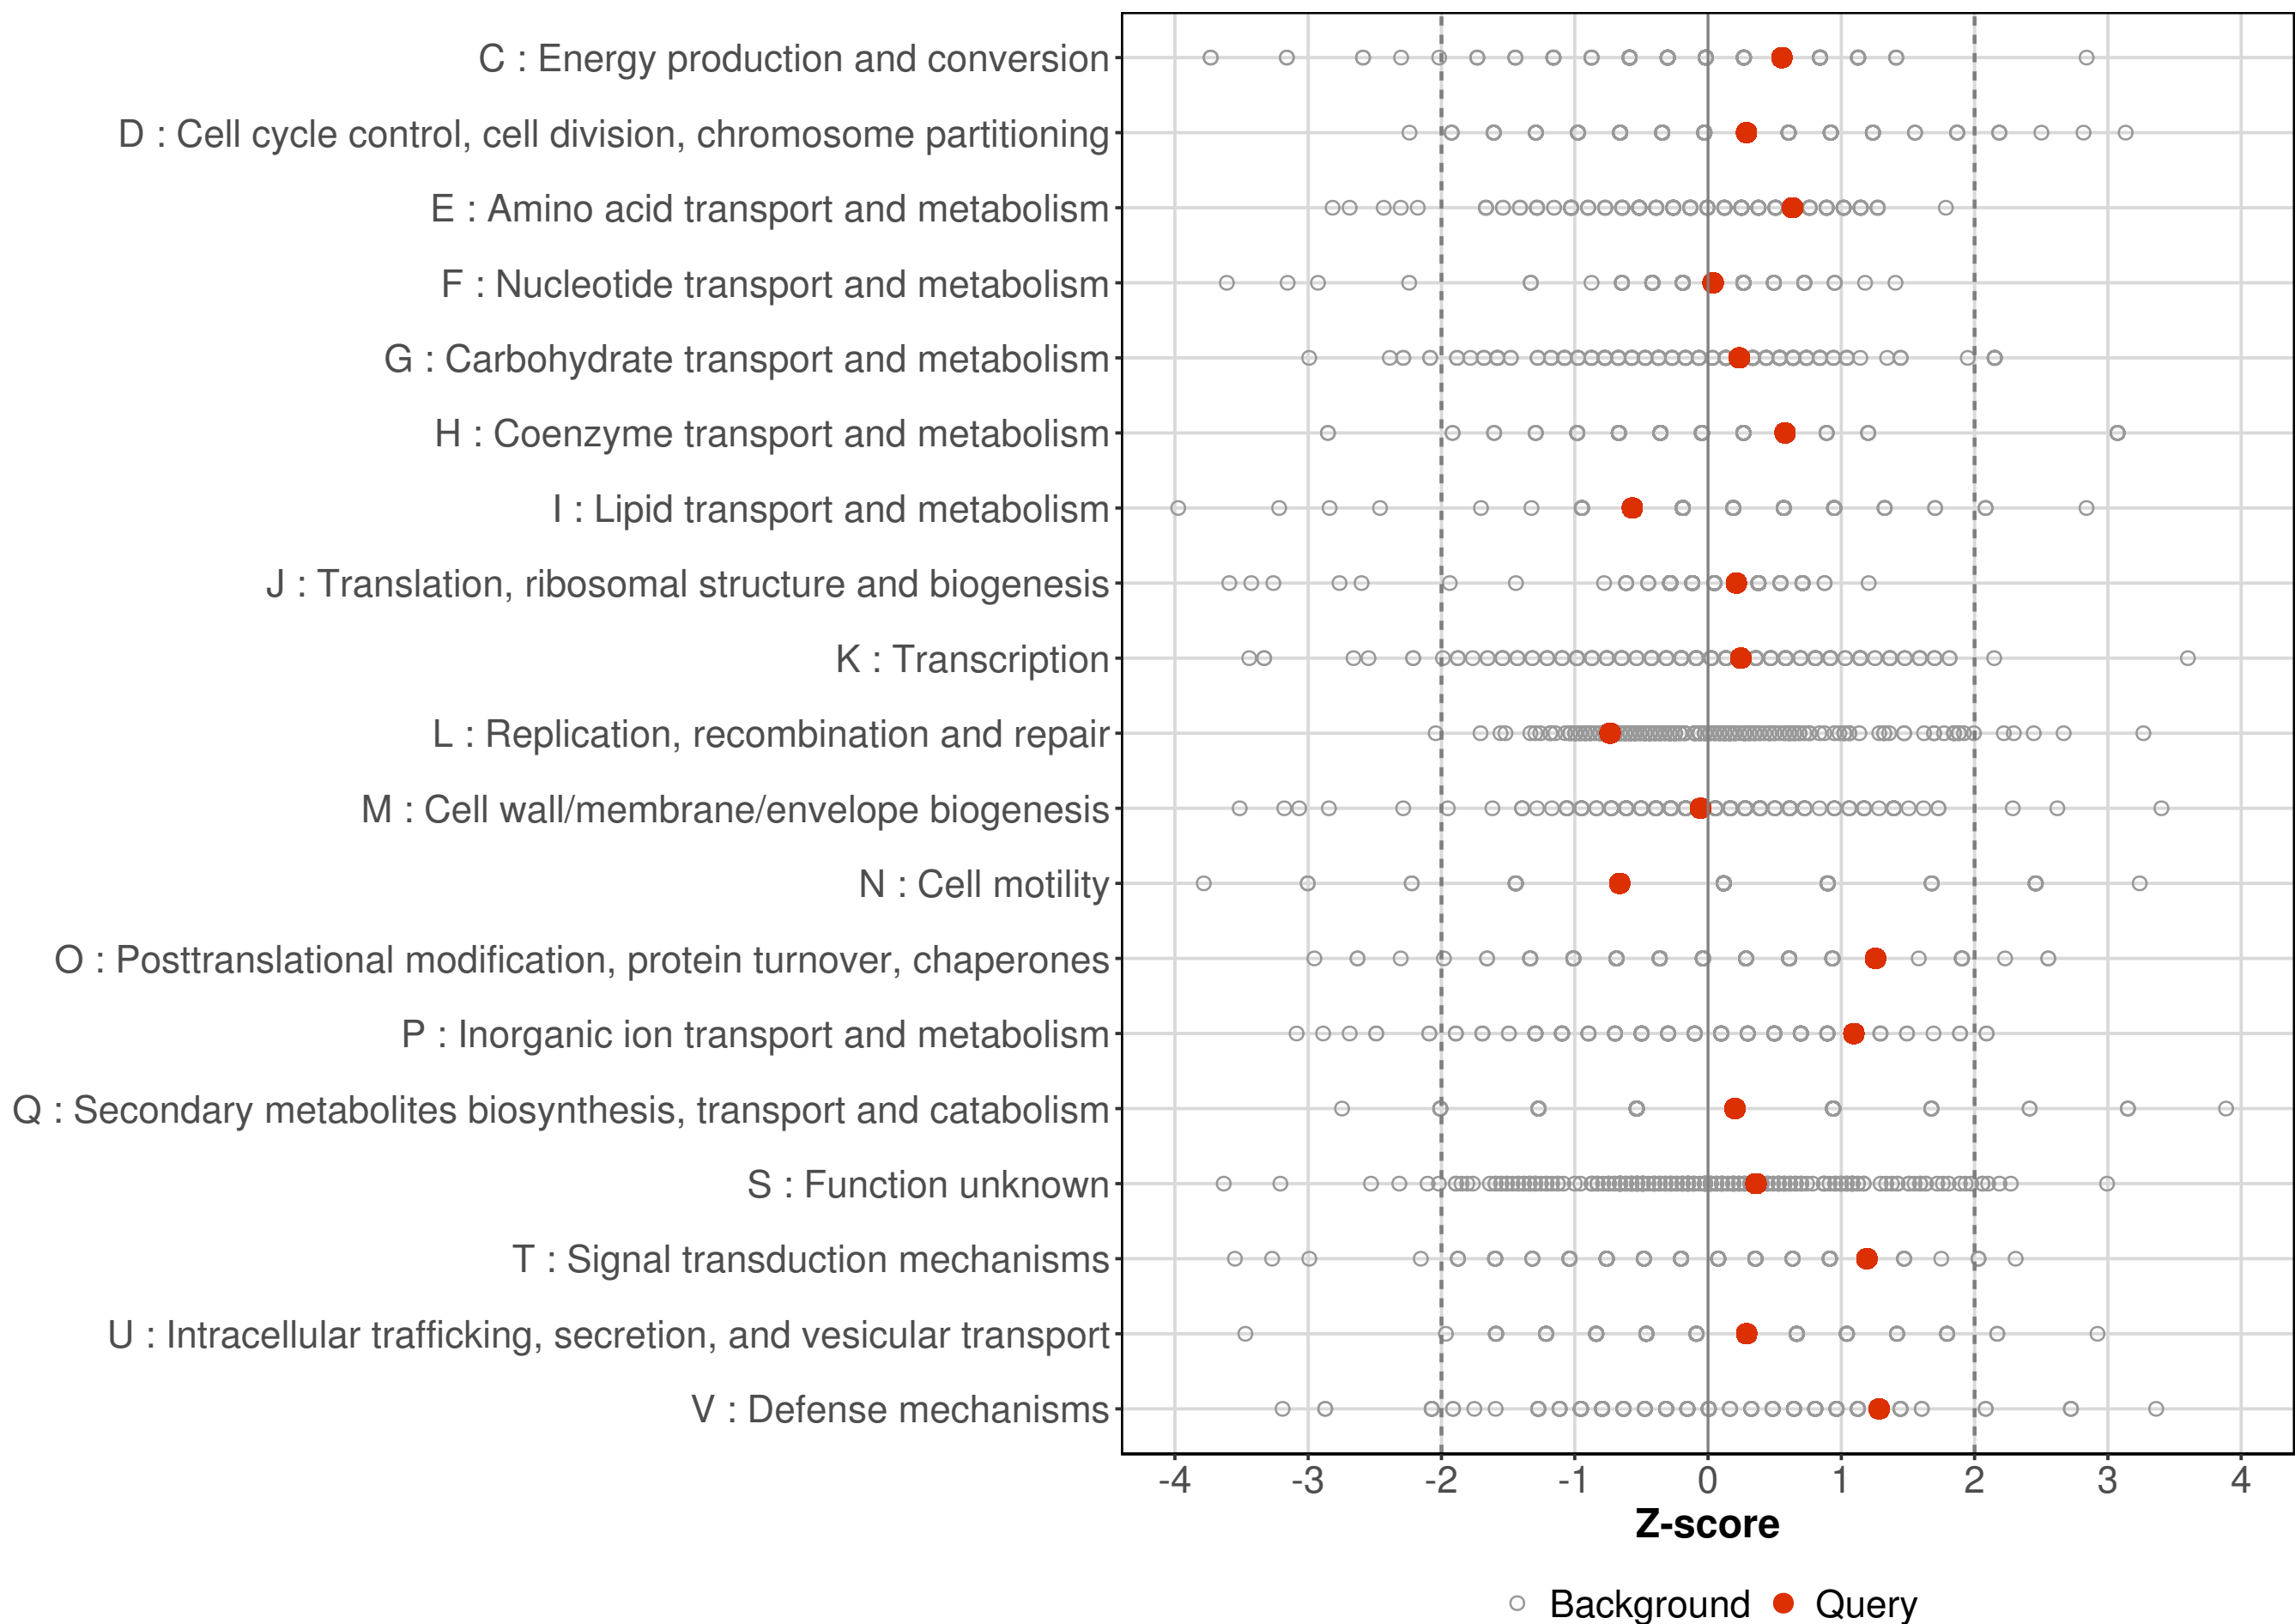 C : Energy production and conversion
D : Cell cycle control, cell division, chromosome partitioning
E : Amino acid transport and metabolism
F : Nucleotide transport and metabolism
G : Carbohydrate transport and metabolism
H : Coenzyme transport and metabolism
I : Lipid transport and metabolism
J : Translation, ribosomal structure and biogenesis
K : Transcription
L : Replication, recombination and repair
M : Cell wall/membrane/envelope biogenesis
N : Cell motility
O : Posttranslational modification, protein turnover, chaperones
P : Inorganic ion transport and metabolism
Q : Secondary metabolites biosynthesis, transport and catabolism
S : Function unknown
T : Signal transduction mechanisms
U : Intracellular trafficking, secretion, and vesicular transport
V : Defense mechanisms
-4 -3 -2 -1 0 1 2 3 4
Z-score
Background Query